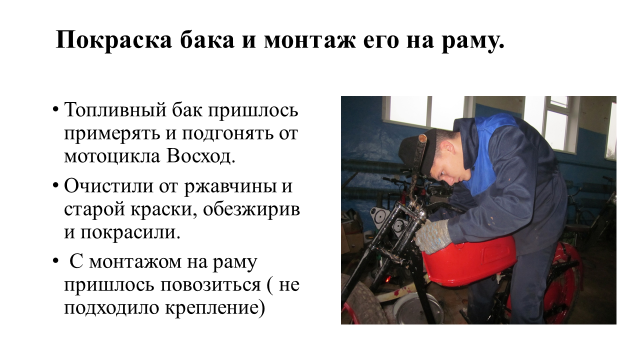 Покраска бака и монтаж его на раму.
• Топливный бак пришлось
примерять и подгонять от
мотоцикла Восход.
• Очистили от ржавчины и
старой краски, обезжирив
и покрасили.
• С монтажом на раму
пришлось повозиться ( не
подходило крепление)